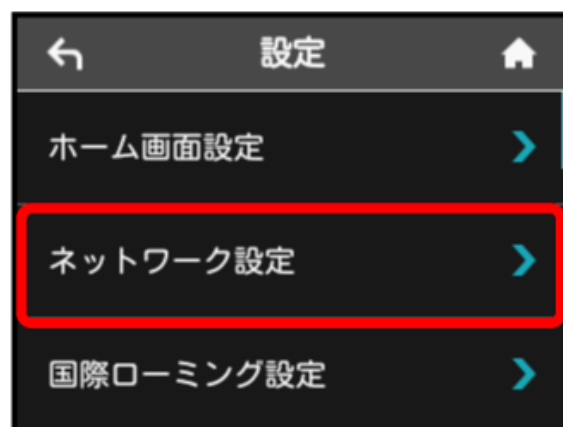 設定
ホーム画面設定
ネットワーク設定
国際ローミング設定